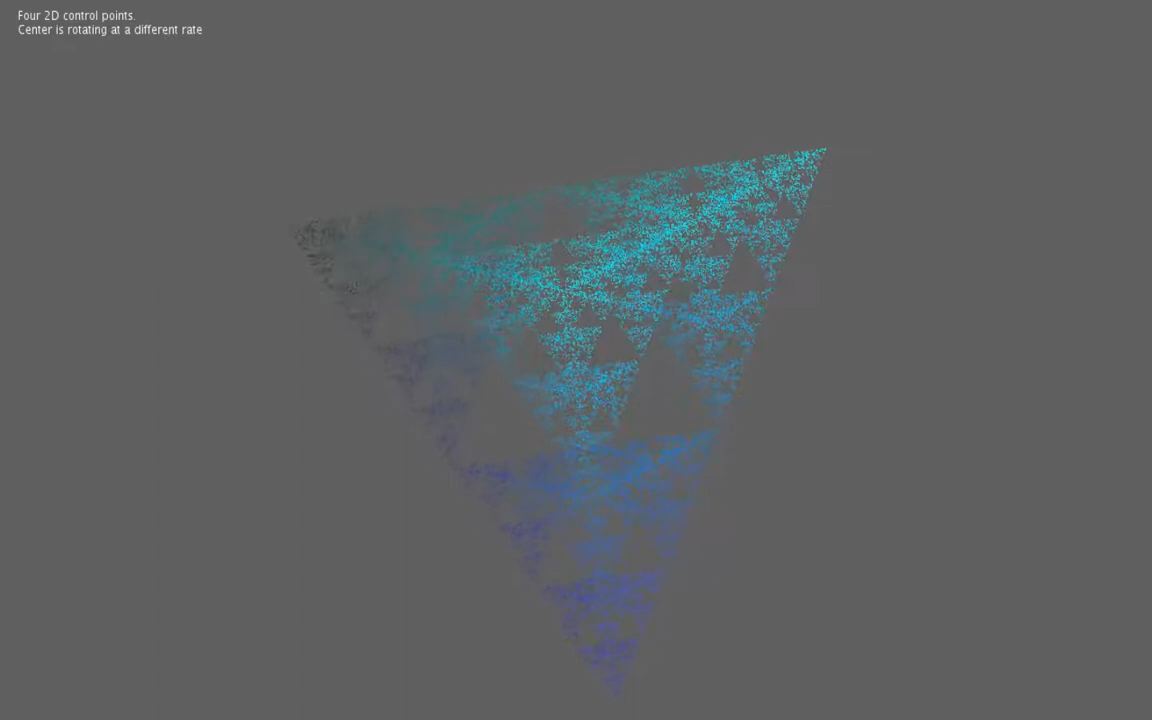 Four 2D control points.
Center is rotating at a different rate